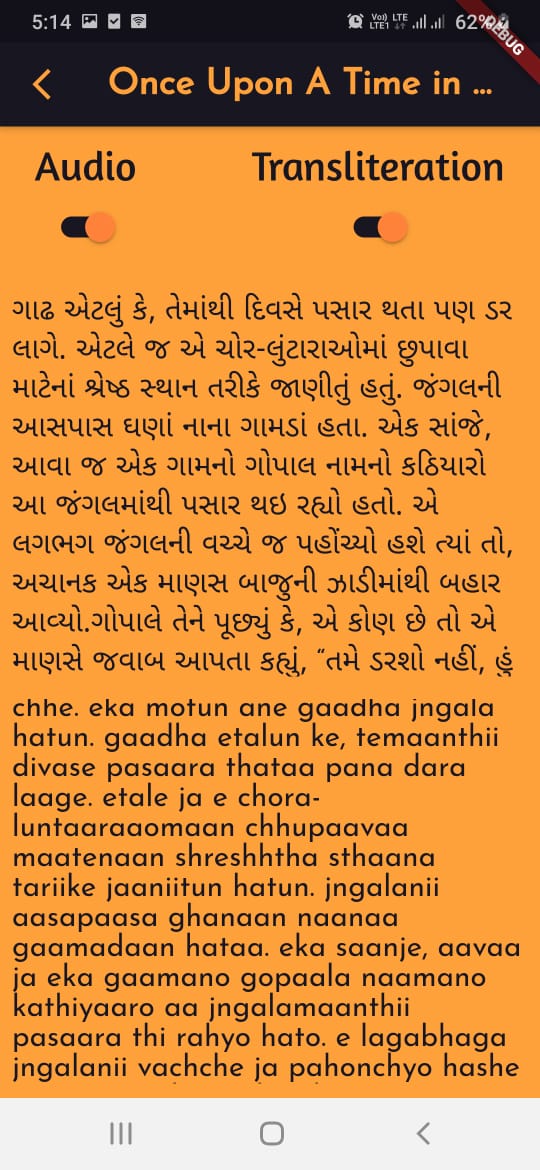 5:14
Vo) LTE
LTE1
62%
DEBUG
Once Upon A Time in ...
Audio
Transliteration
ગાઢ એટલું કે, તેમાંથી દિવસે પસાર થતા પણ ડર
લાગે. એટલે જ એ ચોર-લુંટારાઓમાં છુપાવા
માટેનાં શ્રેષ્ઠ સ્થાન તરીકે જાણીતું હતું. જંગલની
આસપાસ ઘણાં નાના ગામડાં હતા. એક સાંજે,
આવા જ એક ગામનો ગોપાલ નામનો કઠિયારો
આ જંગલમાંથી પસાર થઇ રહ્યો હતો. એ
લગભગ જંગલની વચ્ચે જ પહોંચ્યો હશે ત્યાં તો,
અચાનક એક માણસ બાજુની ઝાડીમાંથી બહાર
આવ્યો.ગોપાલે તેને પૂછ્યું કે, એ કોણ છે તો એ
માણસે જવાબ આપતા કહ્યું, “તમે ડરશો નહીં, હું
chhe. eka motun ane gaadha jngala
hatun. gaadha etalun ke, temaanthii
divase pasaara thataa pana dara
laage. etale ja e chora-
luntaaraaomaan chhupaavaa
maatenaan shreshhtha sthaana
tariike jaaniitun hatun. jngalanii
aasapaasa ghanaan naanaa
gaamadaan hataa. eka saanje, aavaa
ja eka gaamano gopaala naamano
kathiyaaro aa jngalamaanthii
pasaara thi rahyo hato. e lagabhaga
jngalanii vachche ja pahonchyo hashe